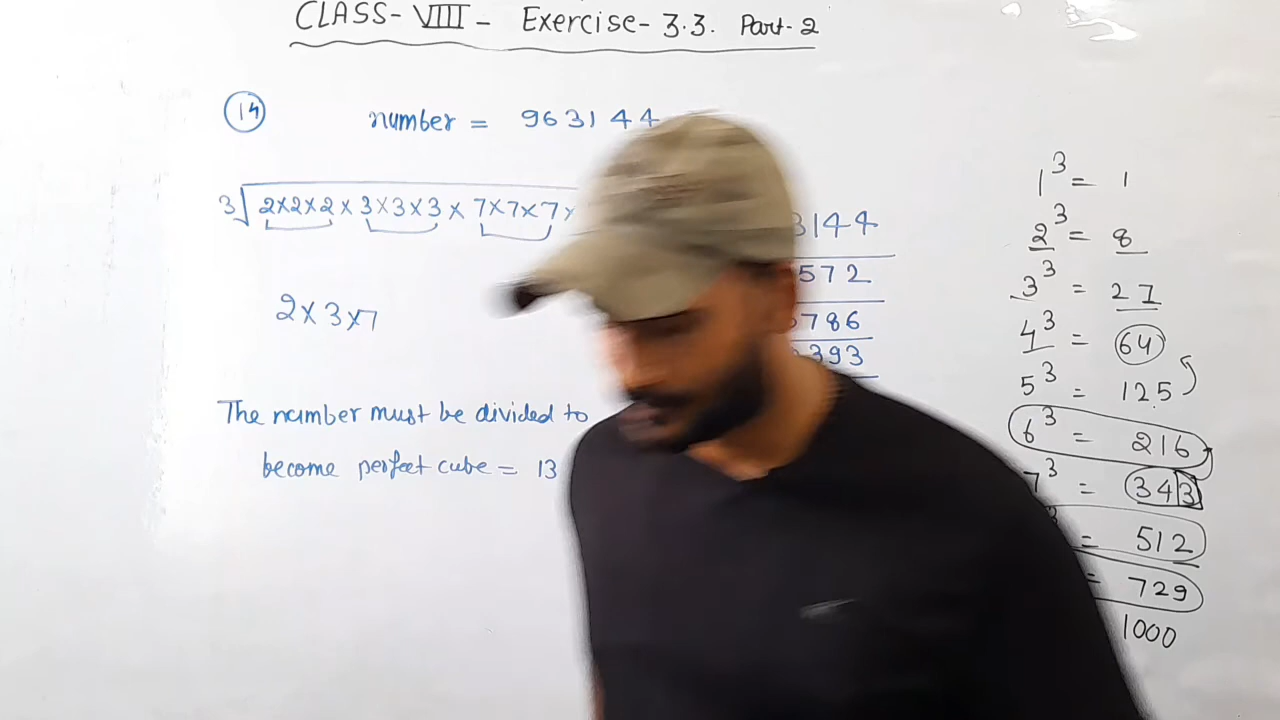 CLASS- VIII - Exercise- 3.3. Part-2
14 number = 963144
3√2×2×2 × 3×3×3 × 7×7×7×
3144
572
786
2×3×7
393
The number must be divided to
become perfect cube = 13
1³ = 1
2³ = 8
3³ = 27
4³ = 64
5³ = 125
6³ = 216
7³ = 343
3 = 512
= 729
1000